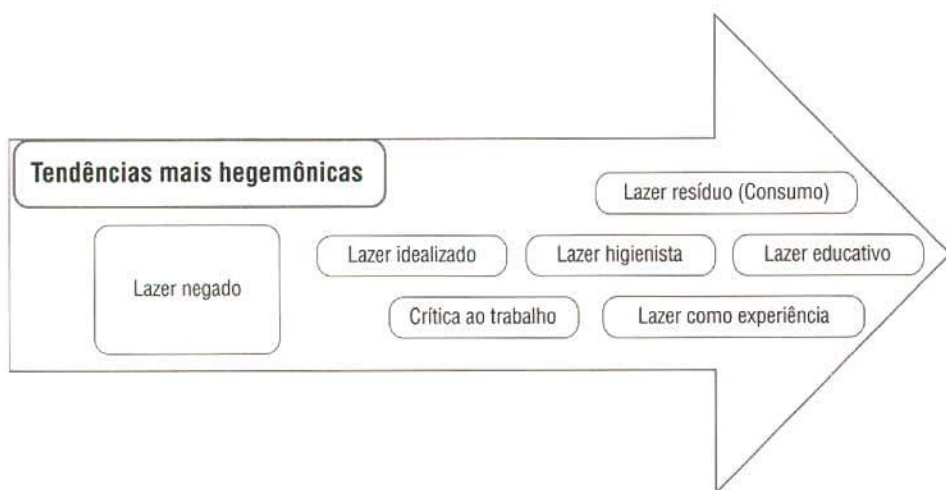 Tendências mais hegemônicas
Lazer resíduo (Consumo)
Lazer negado
Lazer idealizado
Lazer higienista
Lazer educativo
Crítica ao trabalho
Lazer como experiência